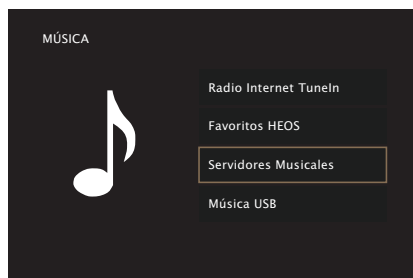 MÚSICA
Radio Internet TuneIn
Favoritos HEOS
Servidores Musicales
Música USB